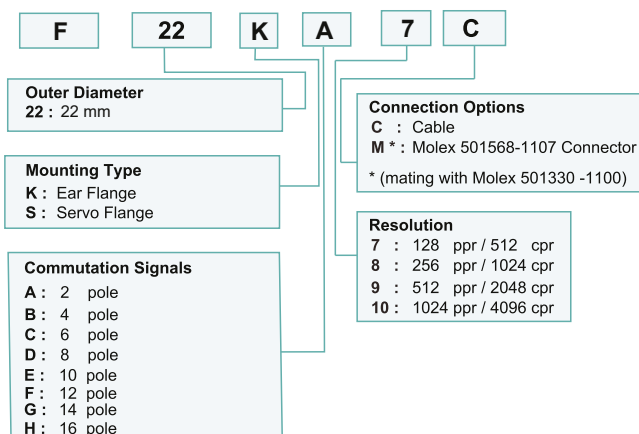 F 22 K A 7 C
Outer Diameter
22 : 22 mm
Mounting Type
K : Ear Flange
S : Servo Flange
Commutation Signals
A : 2 pole
B : 4 pole
C : 6 pole
D : 8 pole
E : 10 pole
F : 12 pole
G : 14 pole
H : 16 pole
Connection Options
C : Cable
M * : Molex 501568-1107 Connector
* (mating with Molex 501330 -1100)
Resolution
7 : 128 ppr / 512 cpr
8 : 256 ppr / 1024 cpr
9 : 512 ppr / 2048 cpr
10 : 1024 ppr / 4096 cpr